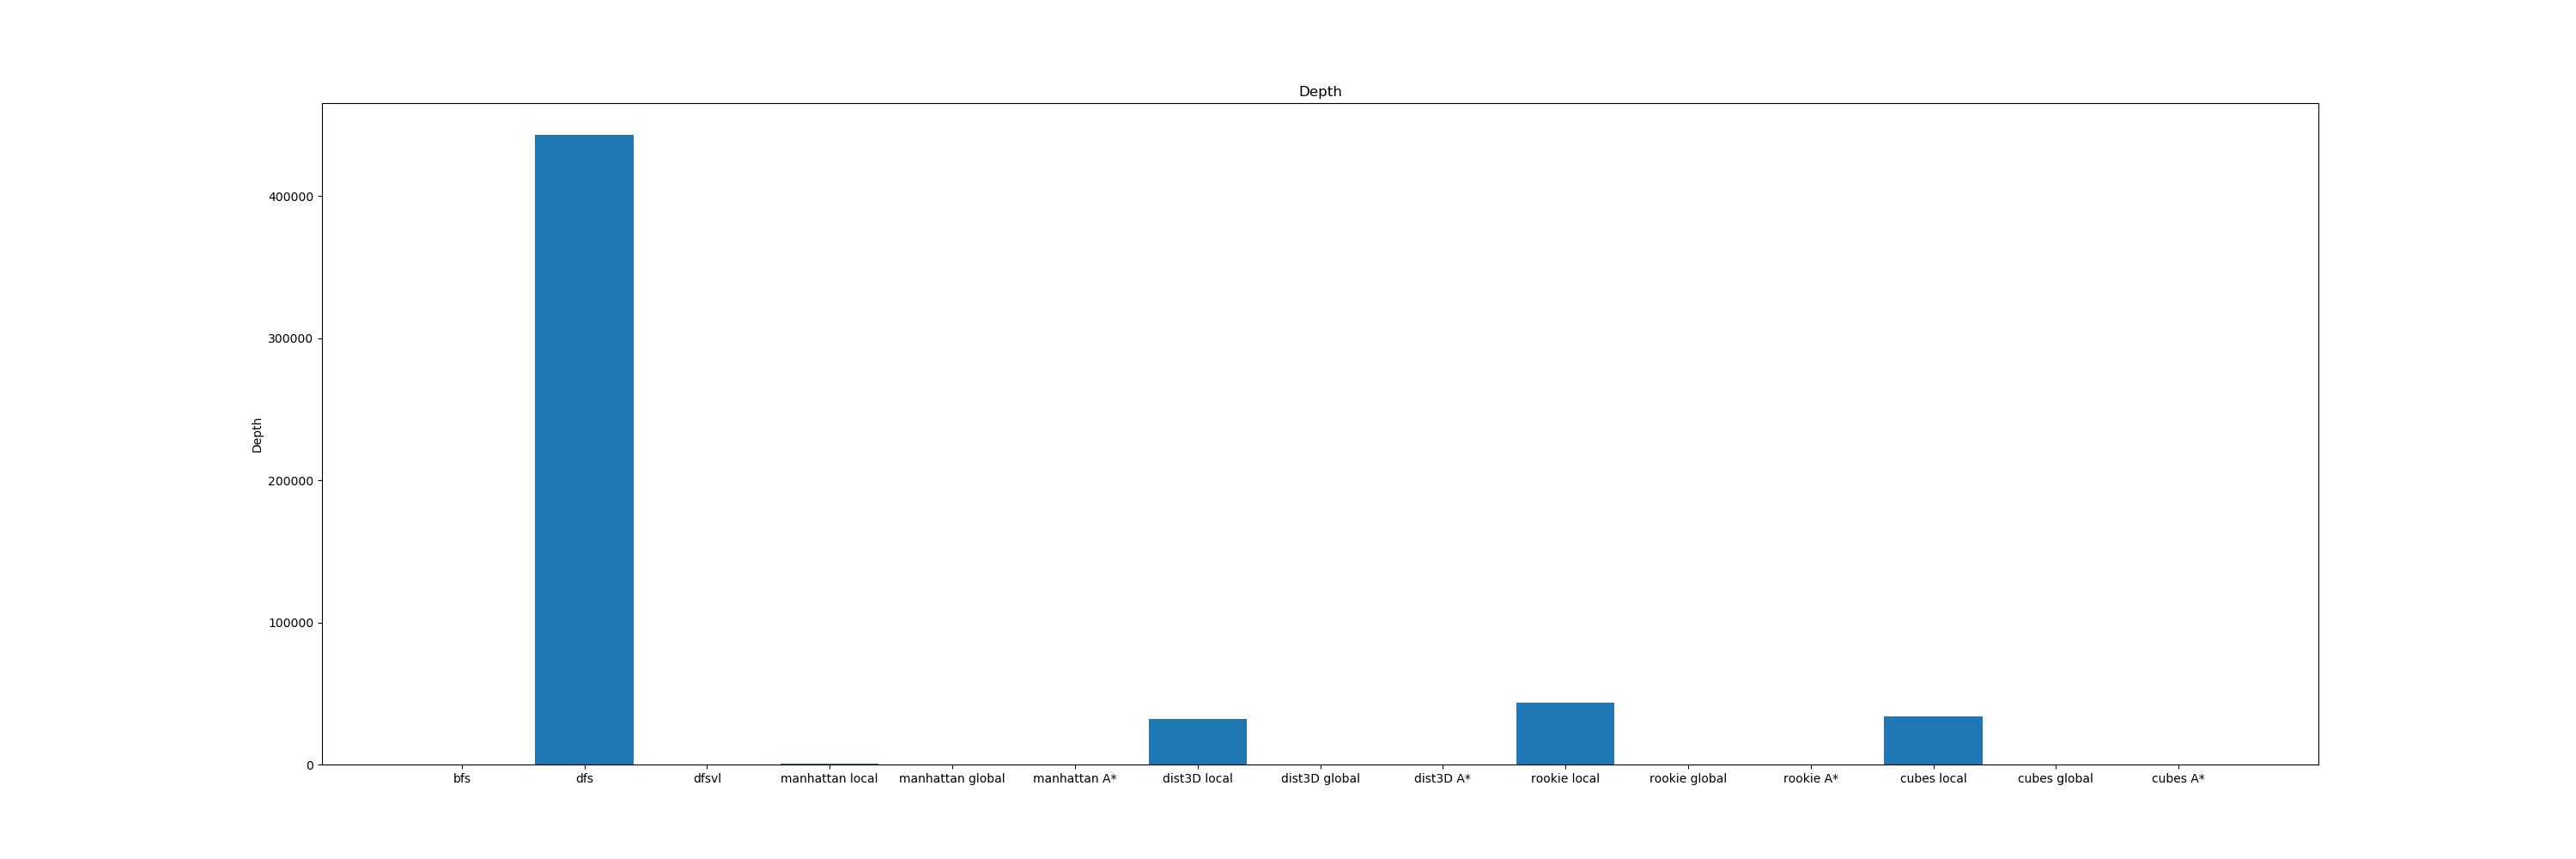 Depth
400000
300000
200000
100000
0
Depth
bfs dfs dfsvl manhattan local manhattan global manhattan A* dist3D local dist3D global dist3D A* rookie local rookie global rookie A* cubes local cubes global cubes A*